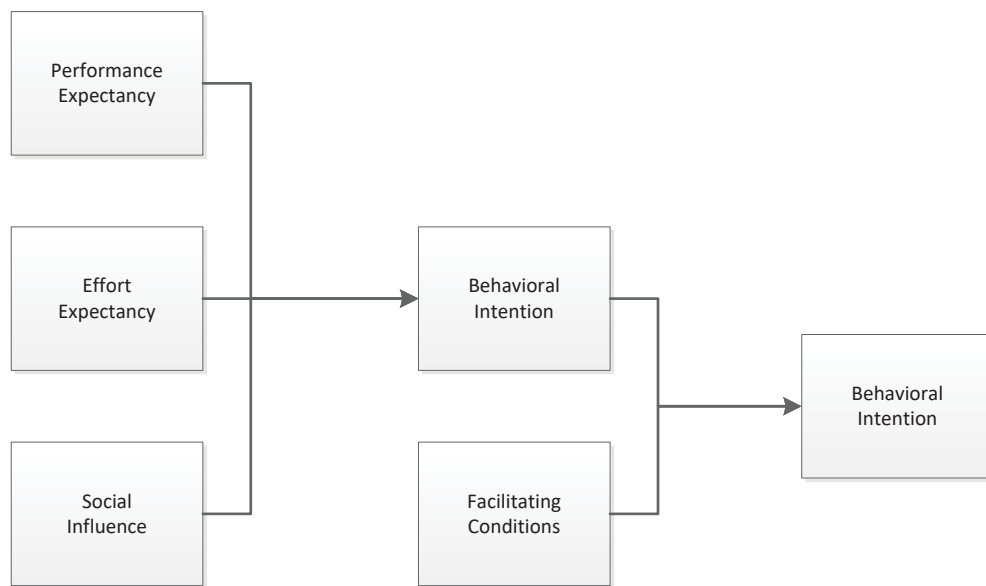 Performance
Expectancy
Effort
Expectancy
Social
Influence
Behavioral
Intention
Facilitating
Conditions
Behavioral
Intention